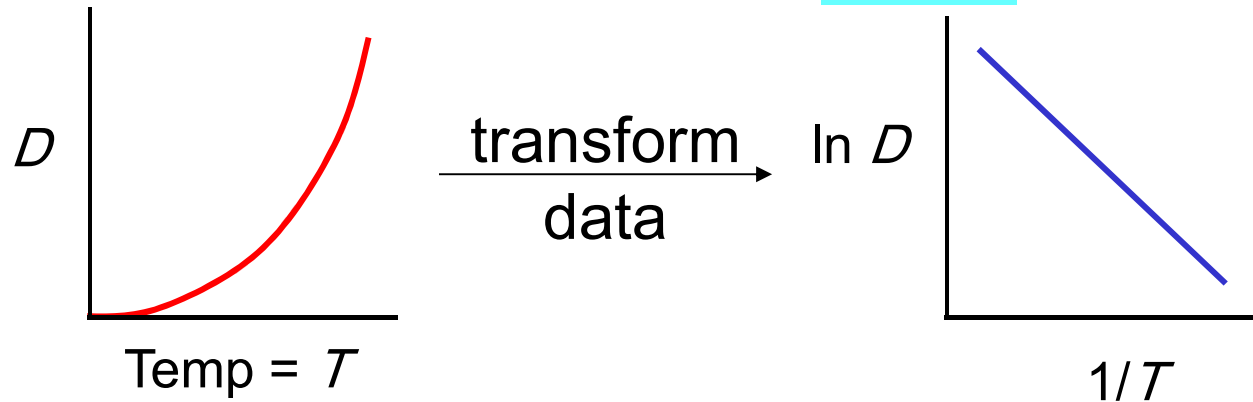 D
transform
data
Temp = T
ln D
1/T